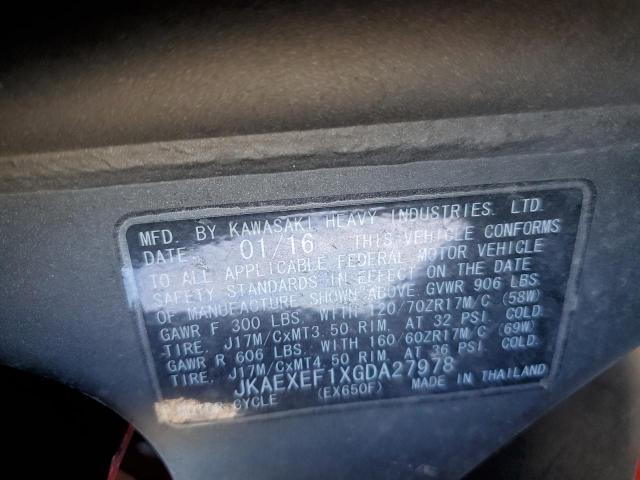 MFD. BY KAWASAKI HEAVY INDUSTRIES. LTD.
DATE 01/16 THIS VEHICLE CONFORMS
TO ALL APPLICABLE FEDERAL MOTOR VEHICLE
SAFETY STANDARDS IN EFFECT ON THE DATE
OF MANUFACTURE SHOWN ABOVE. GVWR 906 LBS
GAWR F 300 LBS. WITH 120/70ZR17M/C (58W)
TIRE, J17M/CxMT3.50 RIM. AT 32 PSI COLD.
GAWR R 606 LBS. WITH 160/60ZR17M/C (69W)
TIRE, J17M/CxMT4.50 RIM. AT 36 PSI COLD.
JKAEXEF1XGDA27978
MOTORCYCLE (EX650F) MADE IN THAILAND